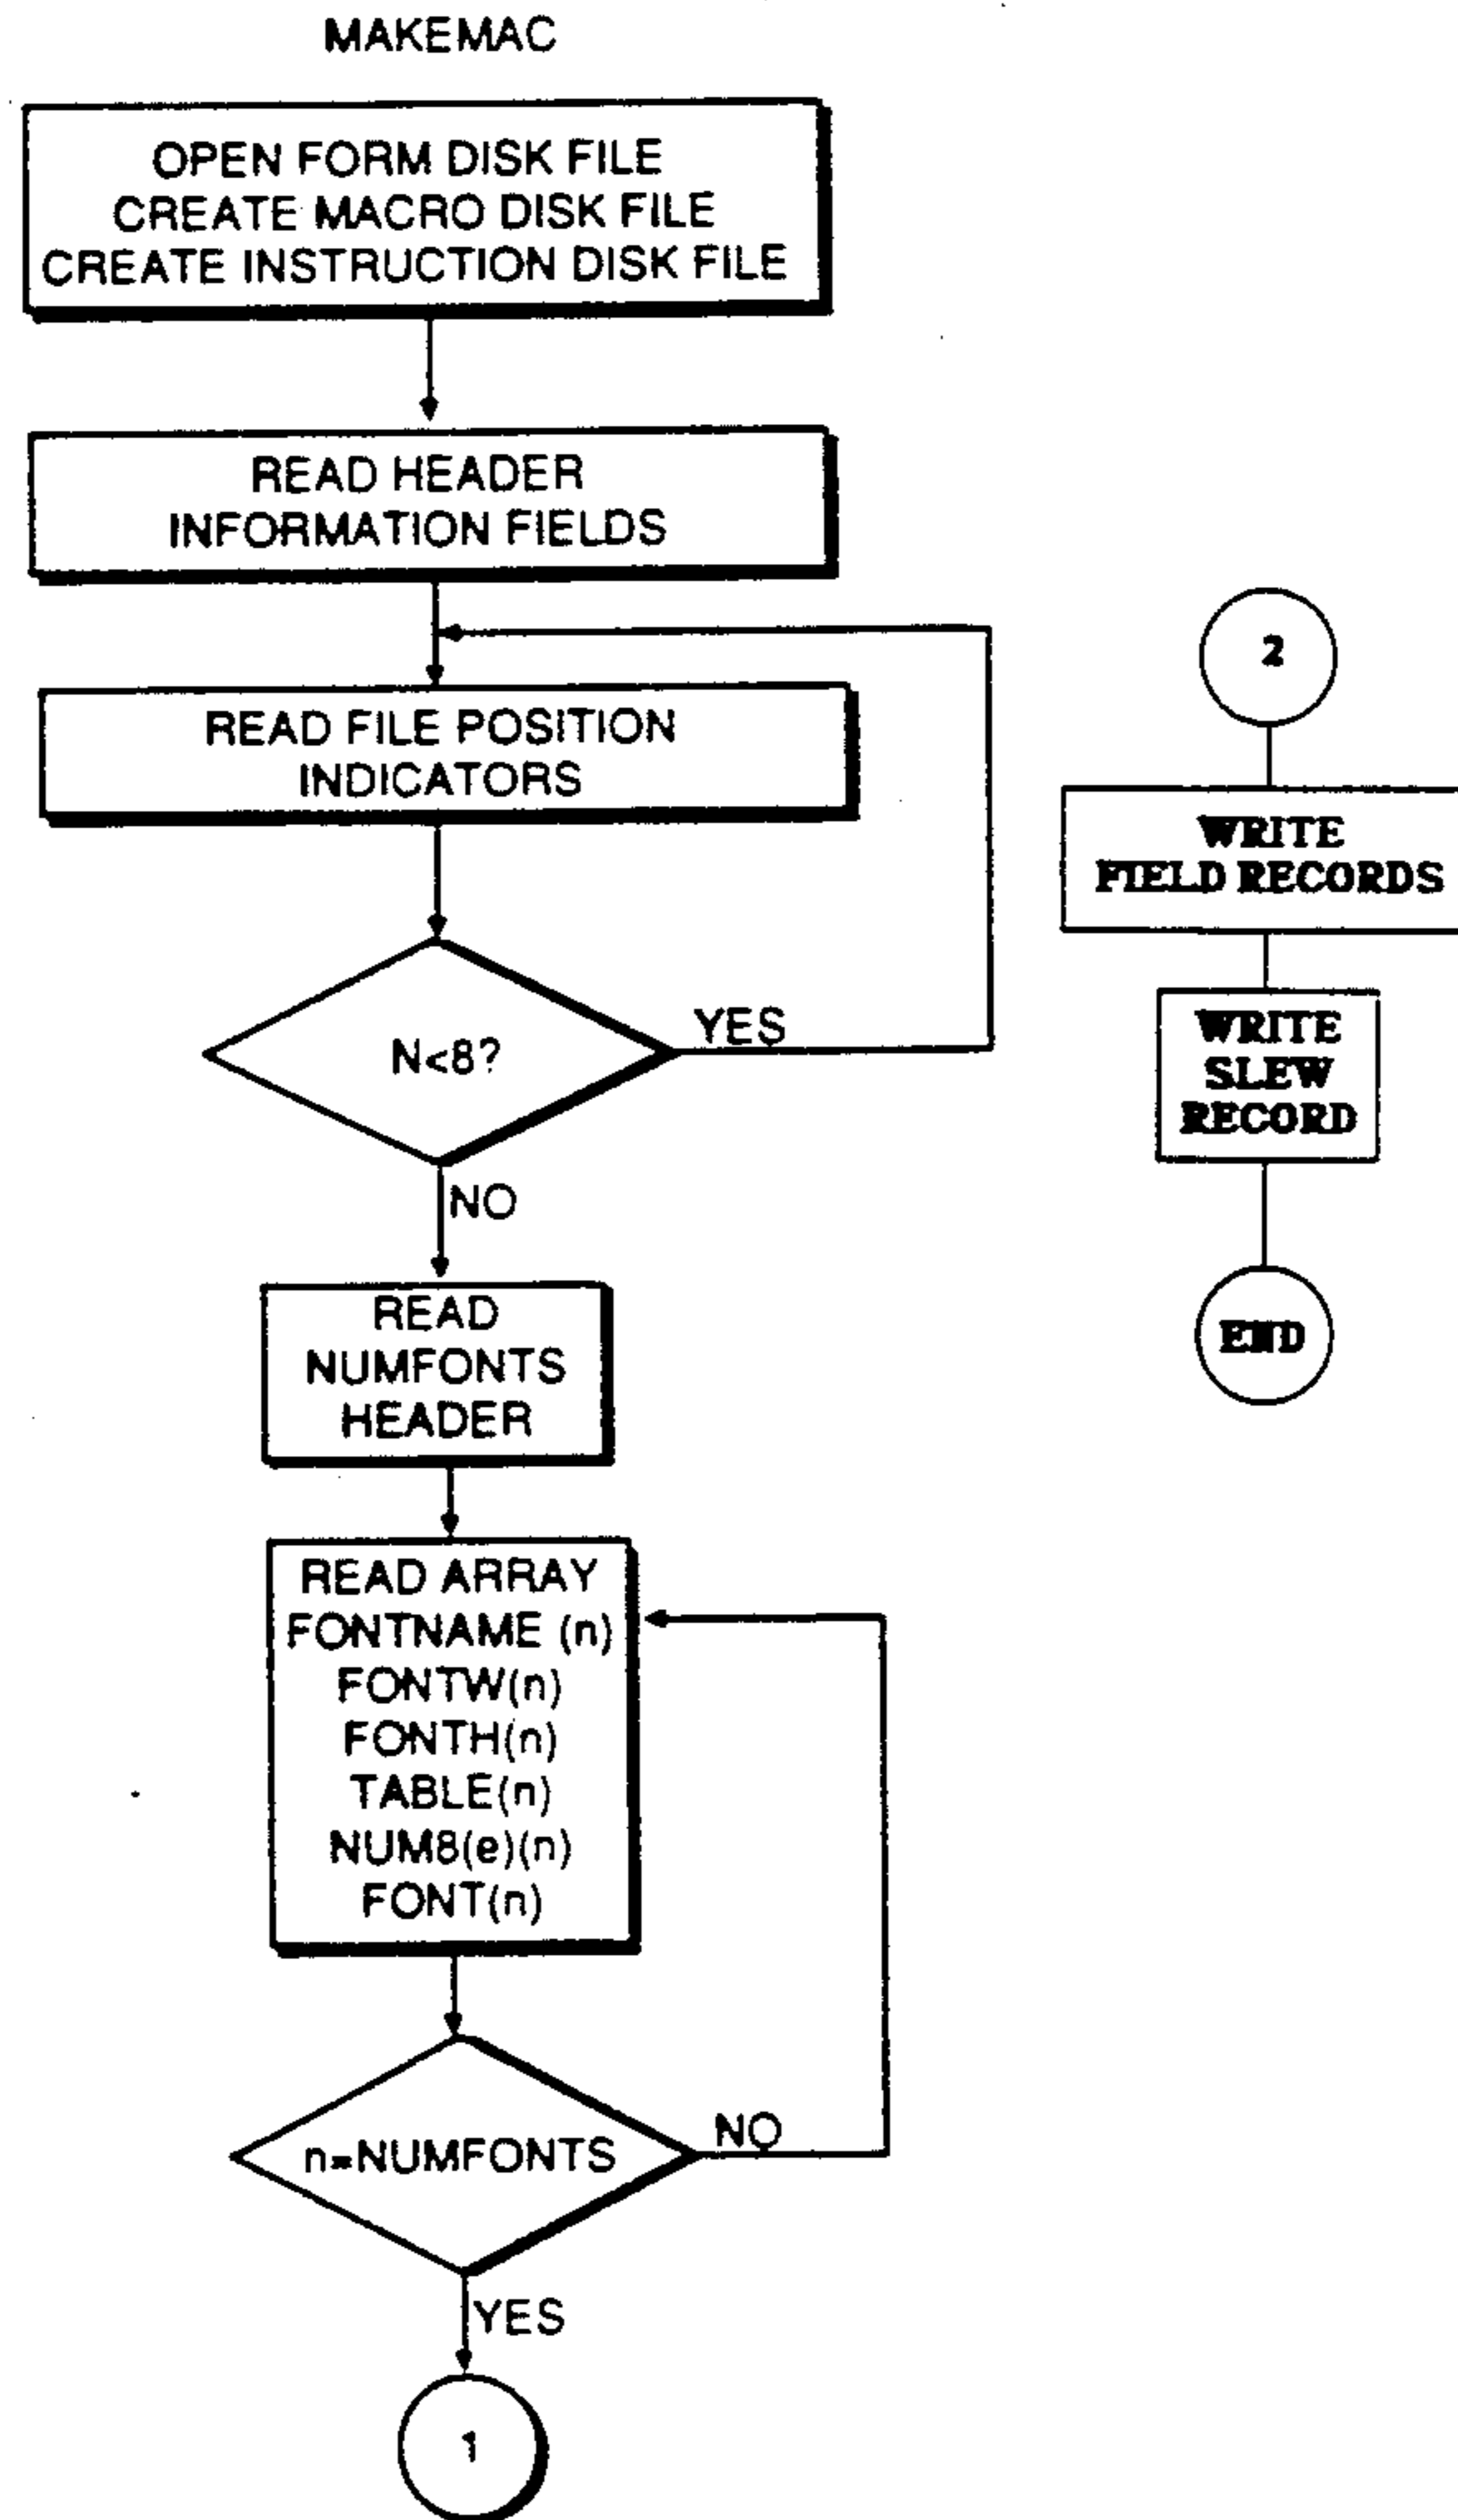 MAKEMAC
OPEN FORM DISK FILE
CREATE MACRO DISK FILE
CREATE INSTRUCTION DISK FILE
READ HEADER
INFORMATION FIELDS
READ FILE POSITION
INDICATORS
N<8?
YES
NO
READ
NUMFONTS
HEADER
READ ARRAY
FONTNAME (n)
FONTW(n)
FONTH(n)
TABLE(n)
NUM8(e)(n)
FONT(n)
n=NUMFONTS
NO
YES
1
2
WRITE
FIELD RECORDS
WRITE
SLEW
RECORD
END